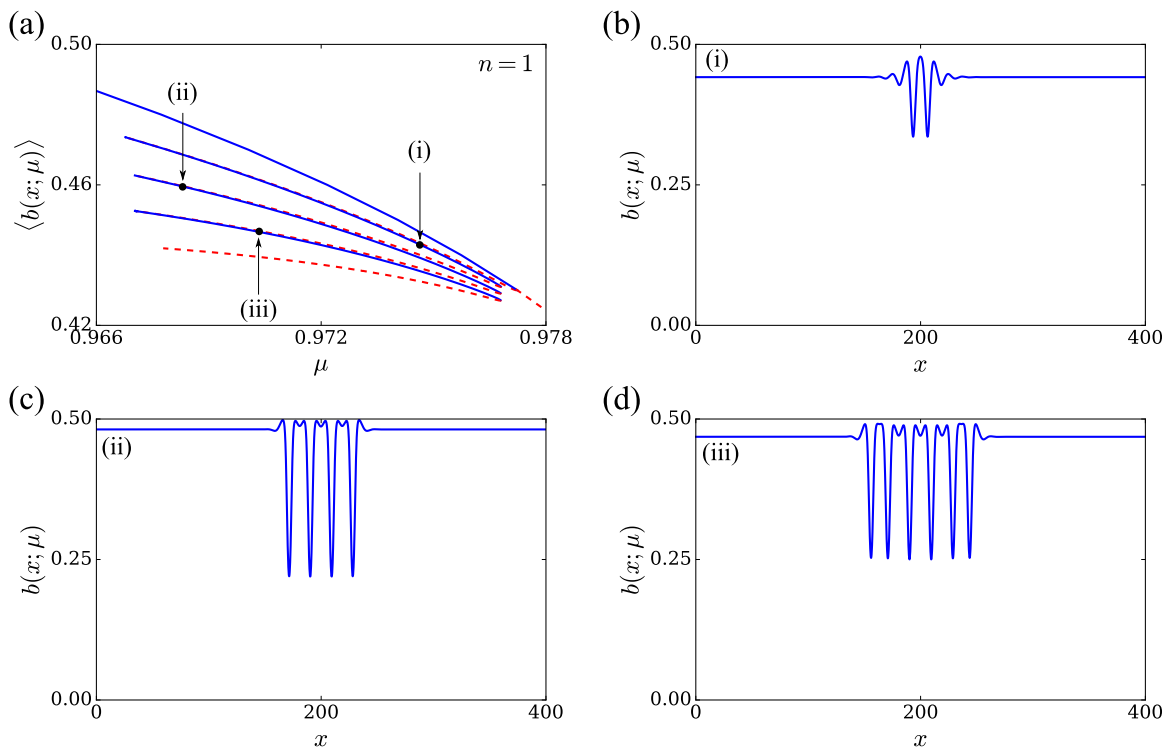 (a)
0.50
0.46
0.42
⟨b(x; μ)⟩
n = 1
(ii)
(i)
(iii)
0.966
0.972
0.978
μ
(b)
0.50
0.25
0.00
b(x; μ)
(i)
0
200
400
x
(c)
0.50
0.25
0.00
b(x; μ)
(ii)
0
200
400
x
(d)
0.50
0.25
0.00
b(x; μ)
(iii)
0
200
400
x